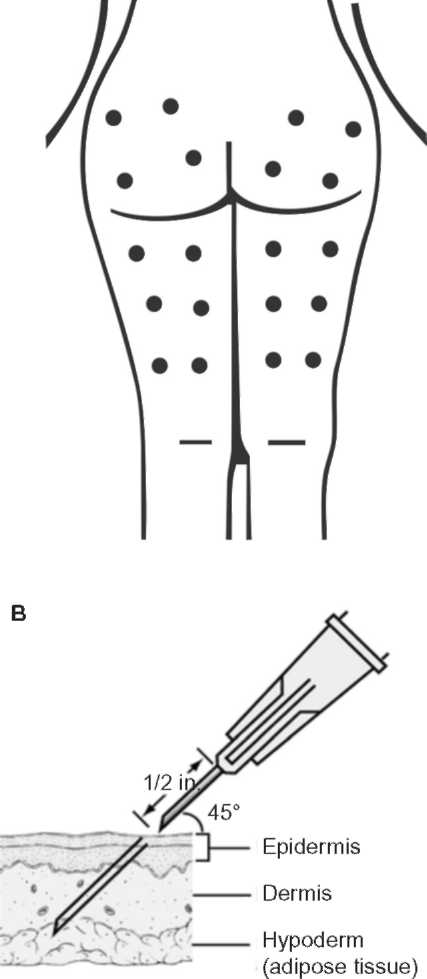 B
1/2 in.
45°
Epidermis
Dermis
Hypoderm
(adipose tissue)